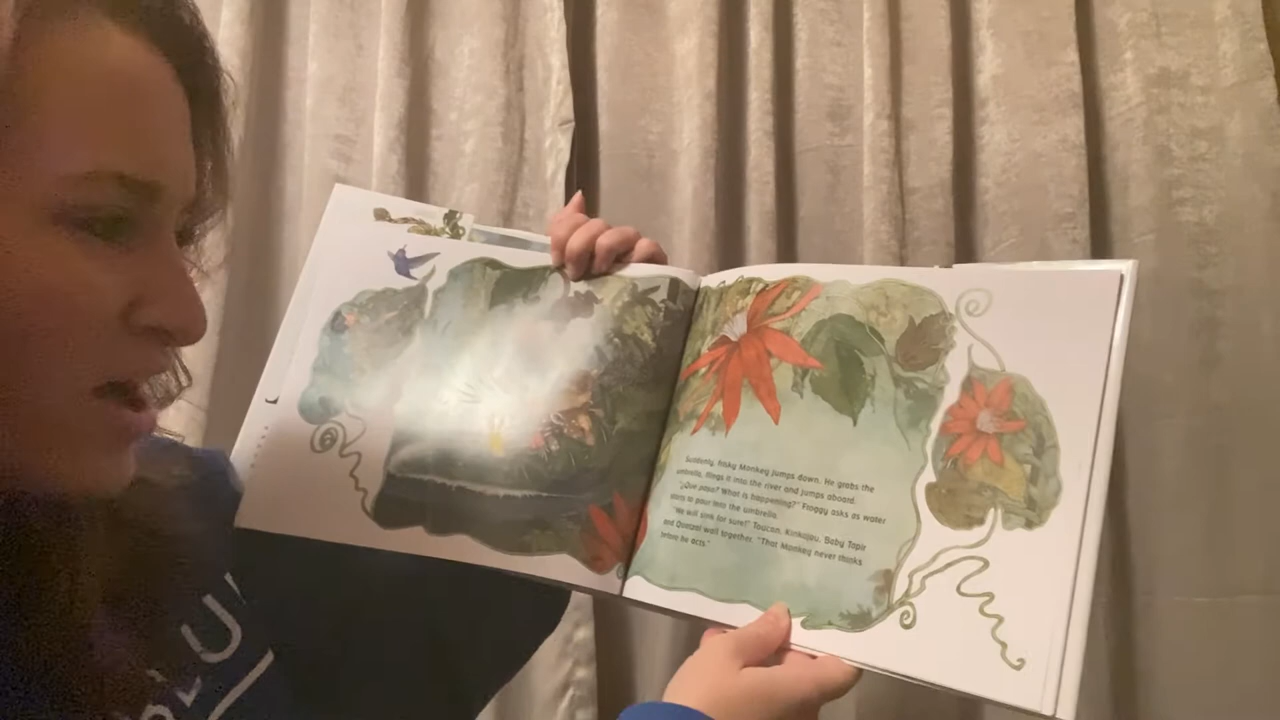 Suddenly, frisky Monkey jumps down. He grabs the
umbrella, flings it into the river and jumps aboard.
"¿Qué pasa? What is happening?" Froggy asks as water
starts to pour into the umbrella.
"We will sink for sure!" Toucan, Kinkajou, Baby Tapir
and Quetzal wail together. "That Monkey never thinks
before he acts."